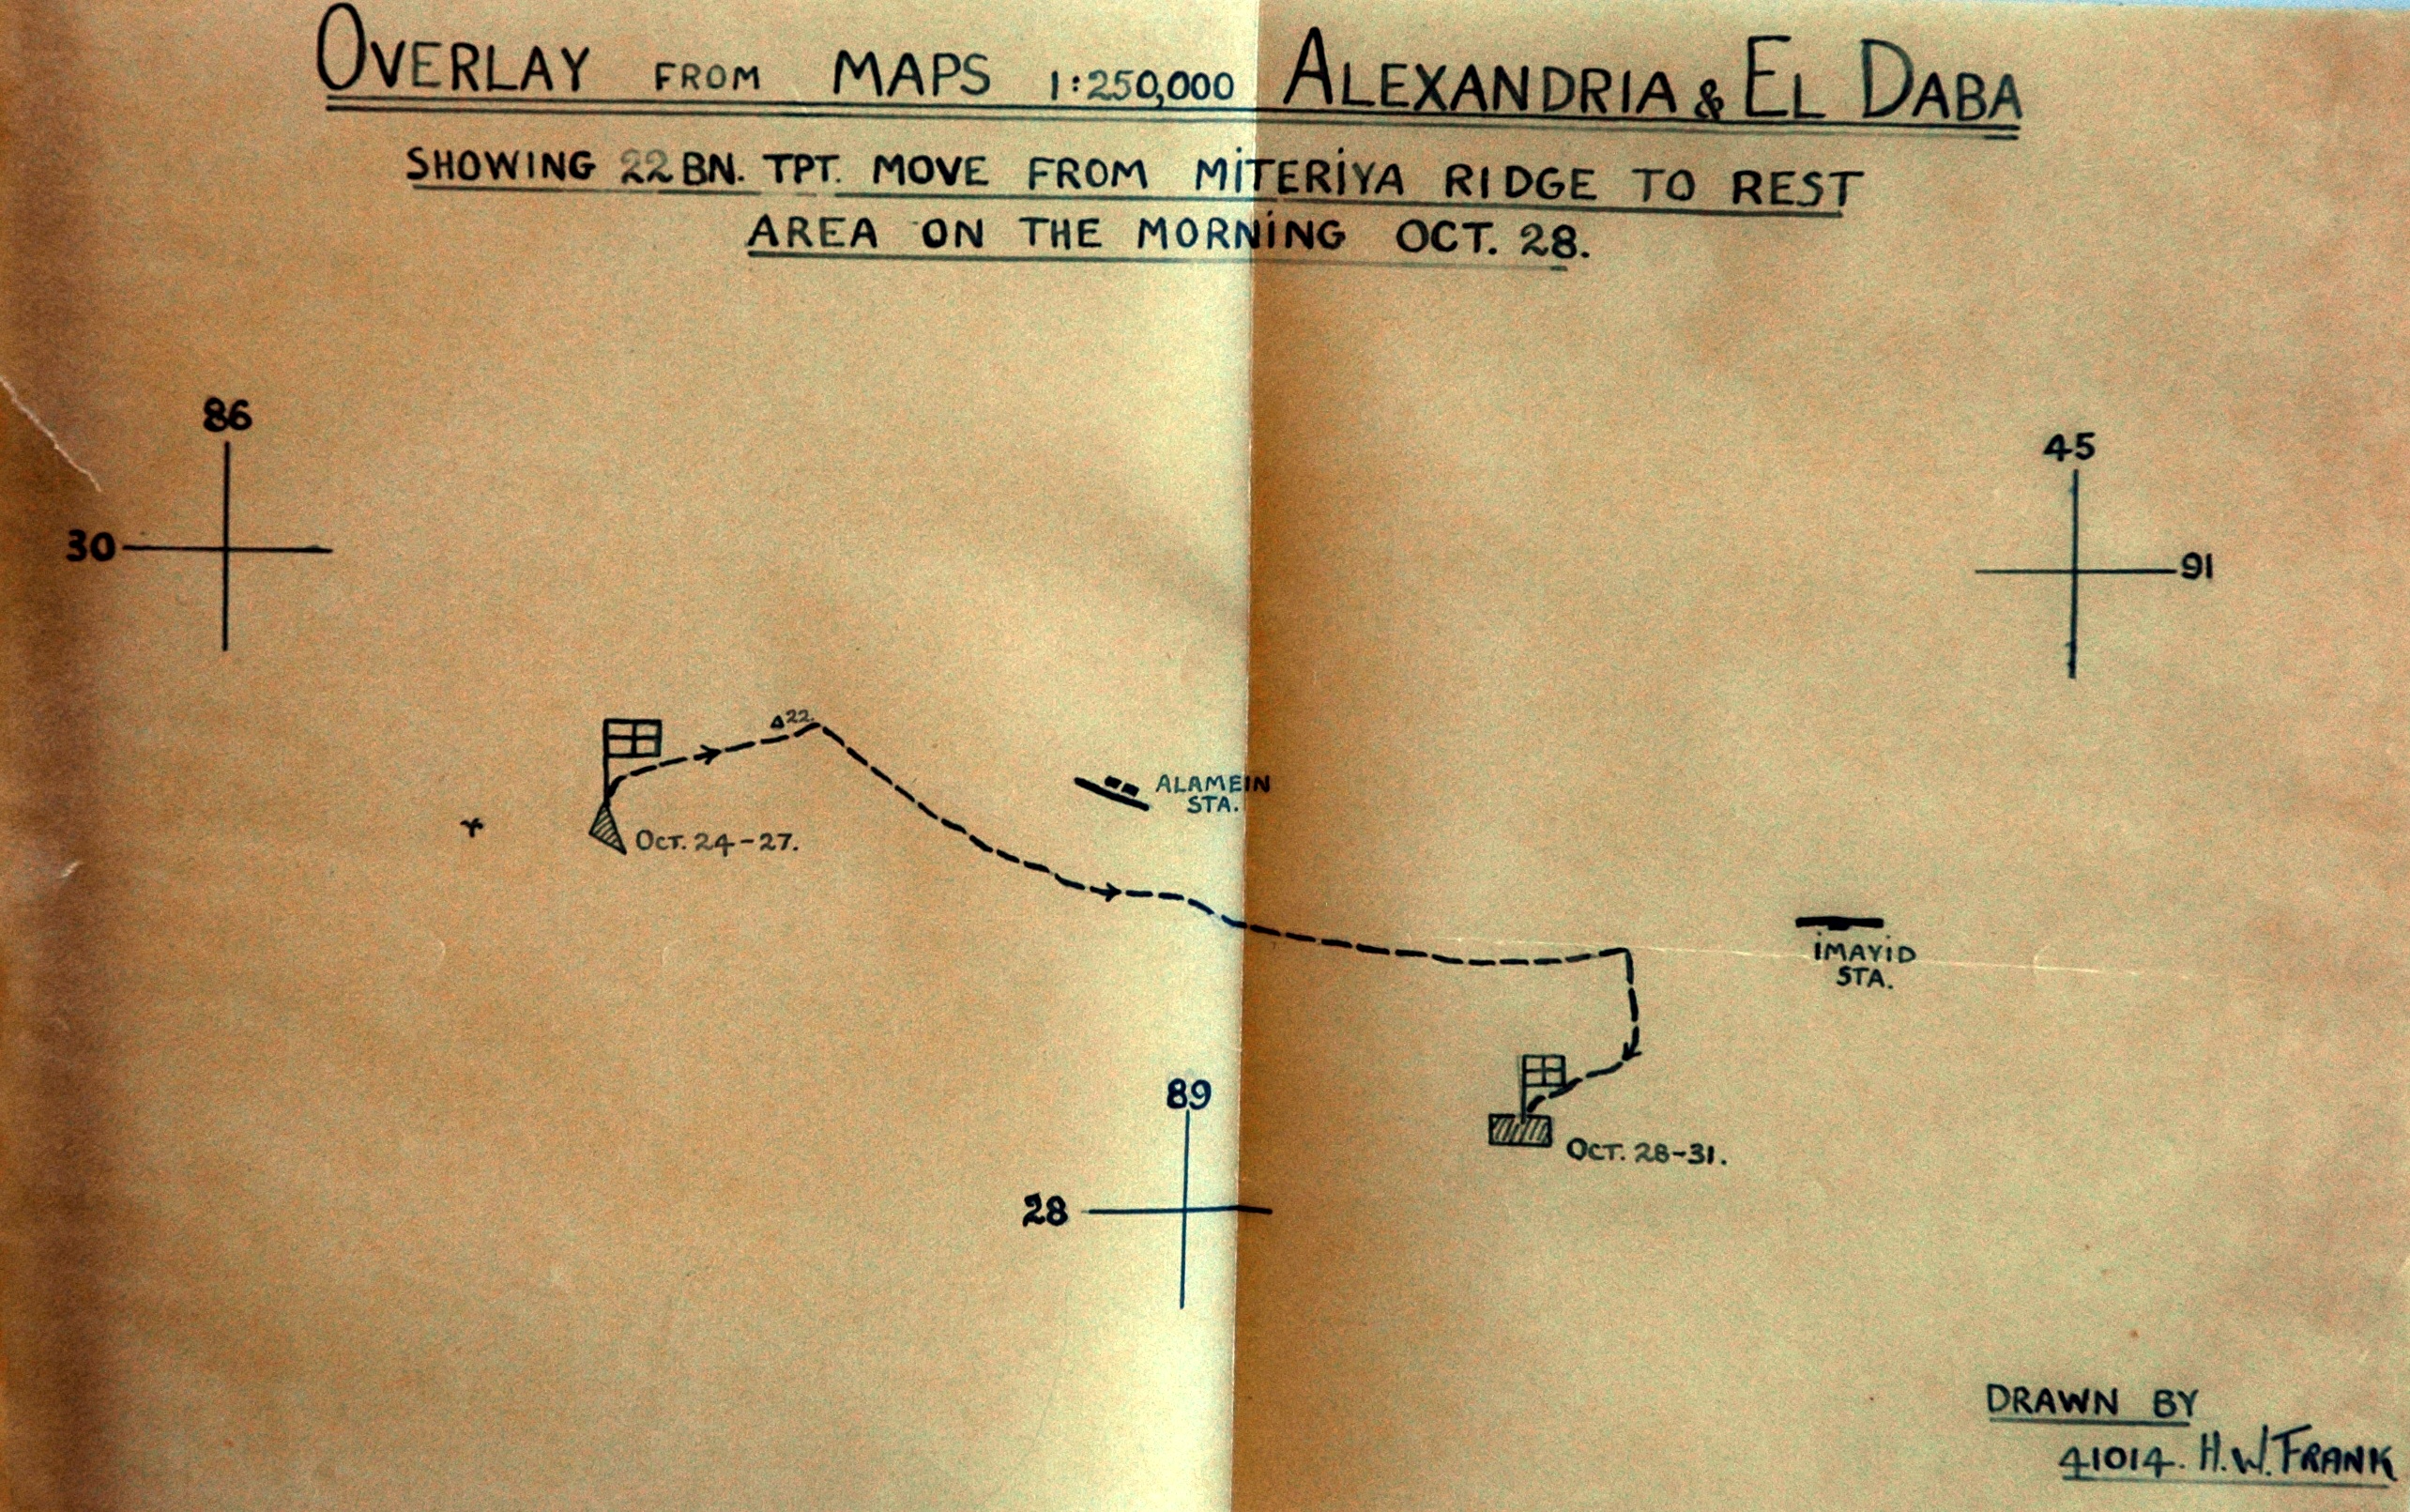 OVERLAY FROM MAPS 1:250,000 ALEXANDRIA & EL DABA
SHOWING 22 BN. TPT. MOVE FROM MITERIYA RIDGE TO REST
AREA ON THE MORNING OCT. 28.
86
30
45
91
22
ALAMEIN
STA.
OCT. 24-27.
IMAYID
STA.
89
28
OCT. 28-31.
DRAWN BY
41014. H.W. FRANK